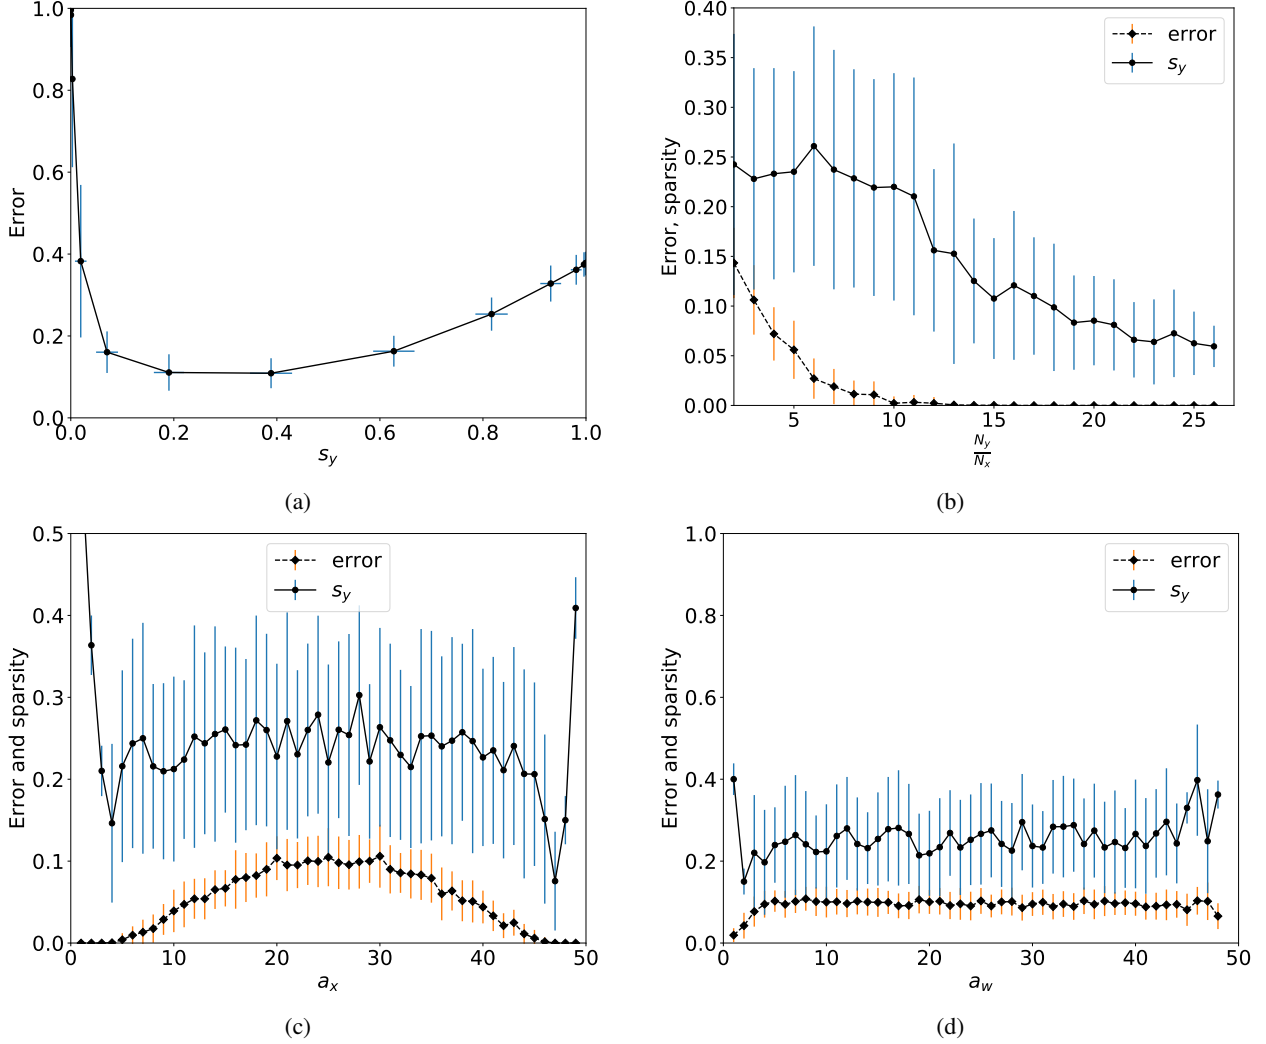 1.0
0.8
0.6
0.4
0.2
0.0
Error
0.0 0.2 0.4 0.6 0.8 1.0
s_y
(a)
0.40
0.35
0.30
0.25
0.20
0.15
0.10
0.05
0.00
Error, sparsity
error
s_y
5 10 15 20 25
N_y
N_x
(b)
0.5
0.4
0.3
0.2
0.1
0.0
Error and sparsity
error
s_y
0 10 20 30 40 50
a_x
(c)
1.0
0.8
0.6
0.4
0.2
0.0
Error and sparsity
error
s_y
0 10 20 30 40 50
a_w
(d)